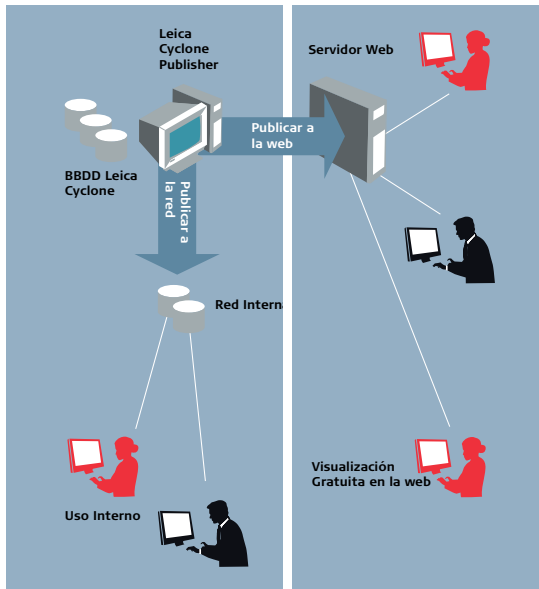 Leica
Cyclone
Publisher
BBDD Leica
Cyclone
Publicar a
la web
Publicar a
la red
Red Interna
Uso Interno
Servidor Web
Visualización
Gratuita en la web